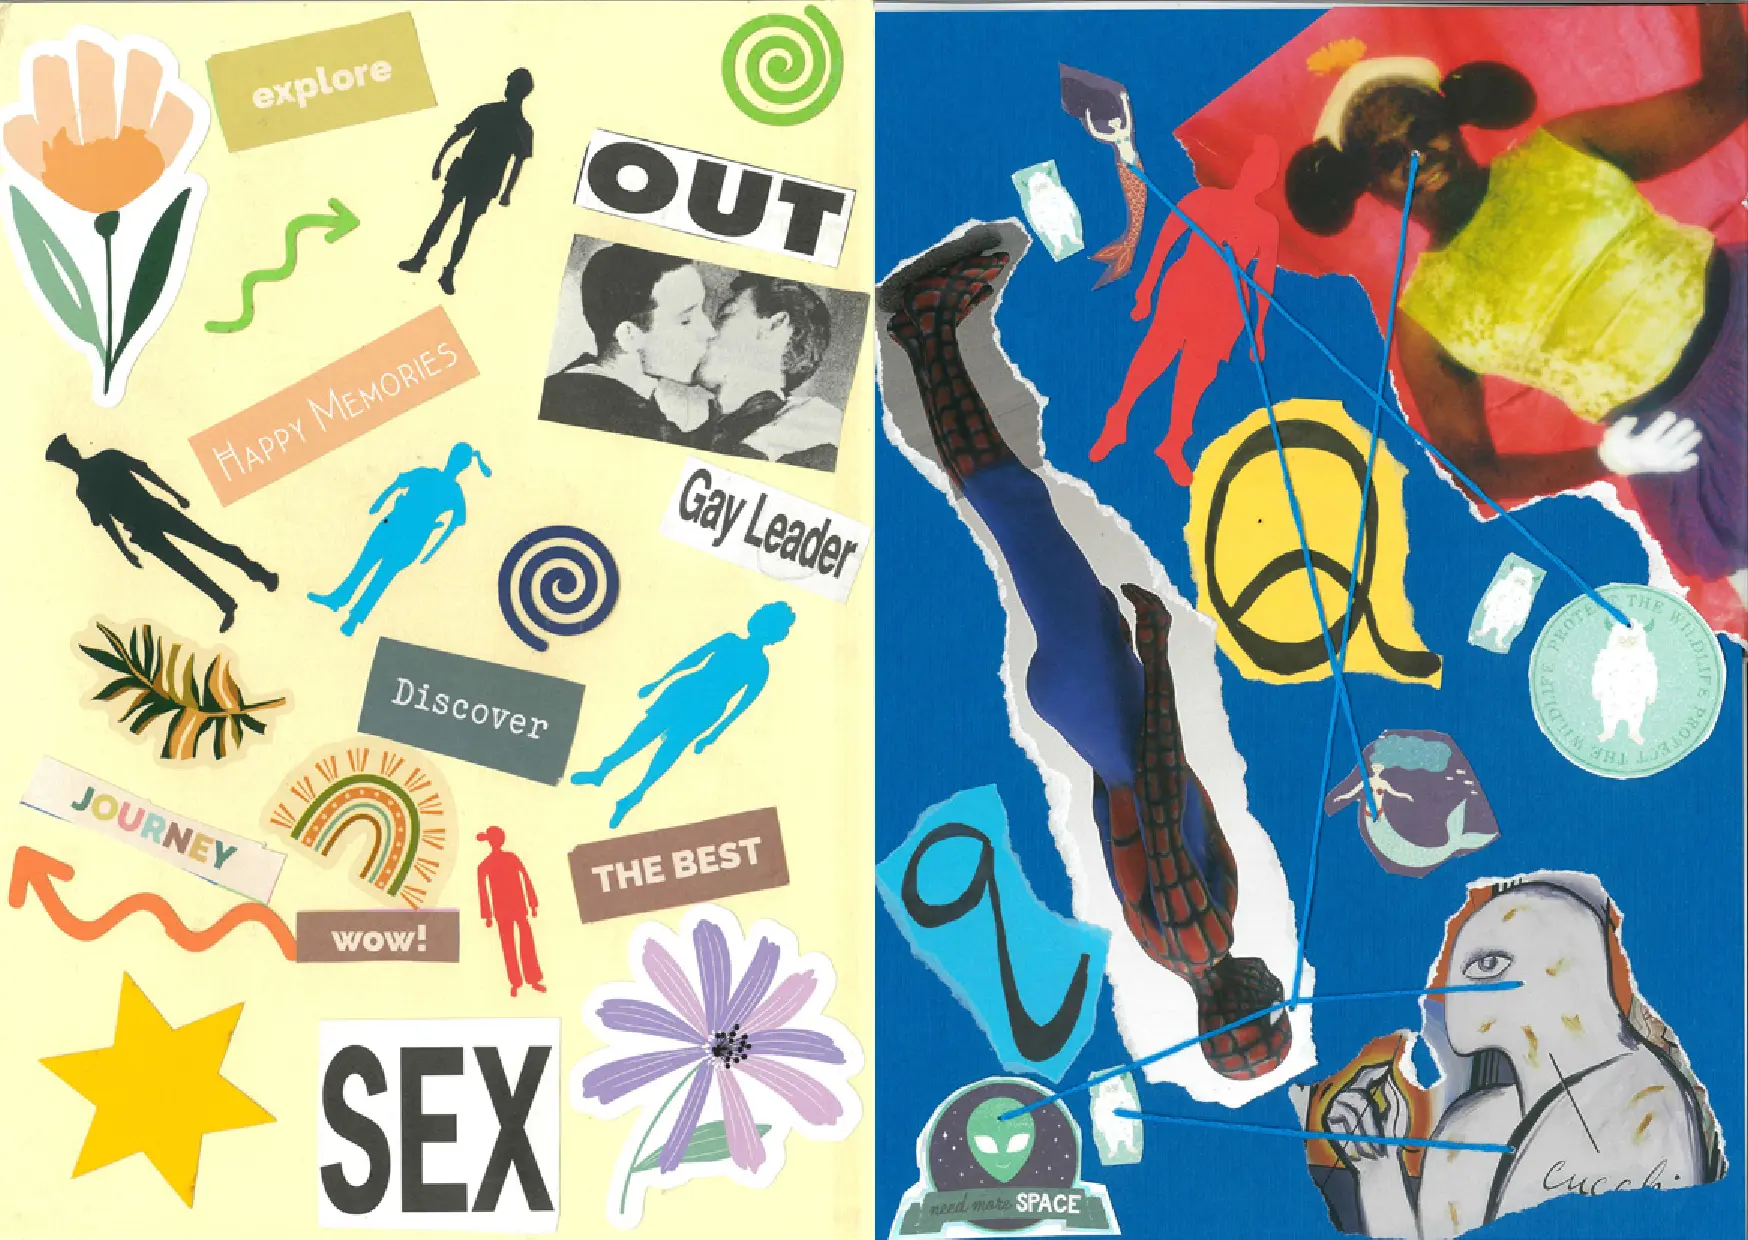 explore
OUT
HAPPY MEMORIES
Gay Leader
Discover
JOURNEY
THE BEST
wow!
SEX
Q
PROTECT THE WILDLIFE PROTECT THE WILDLIFE
q
need more SPACE
Cucchi